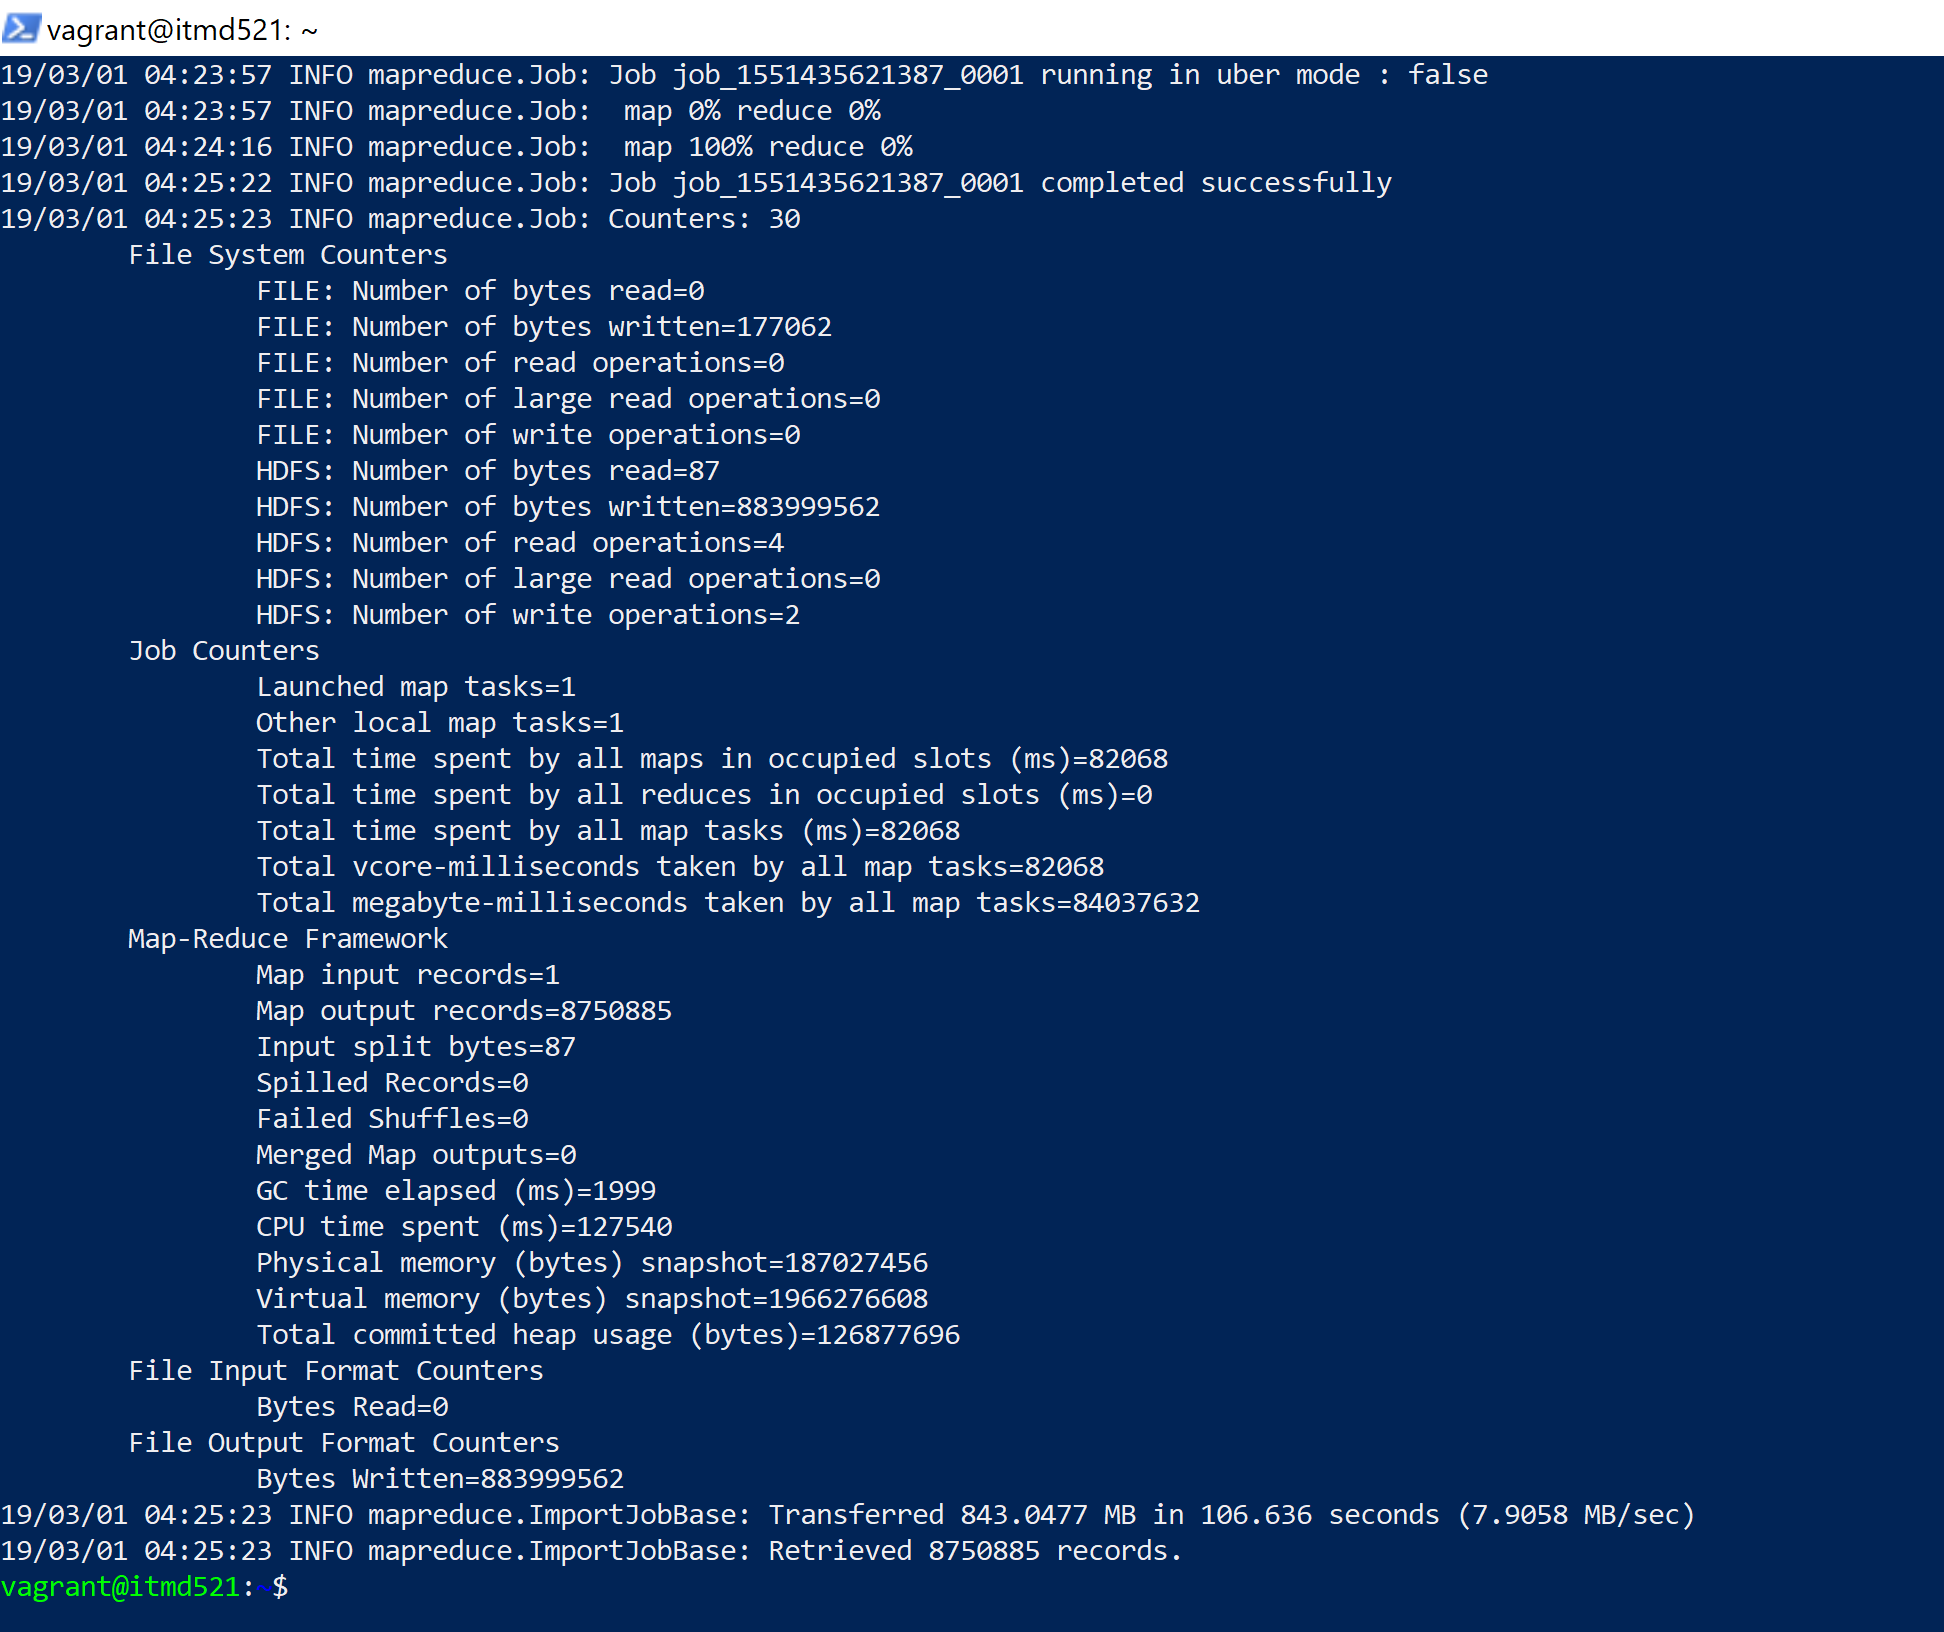 vagrant@itmd521: ~
19/03/01 04:23:57 INFO mapreduce.Job: Job job_1551435621387_0001 running in uber mode : false
19/03/01 04:23:57 INFO mapreduce.Job:  map 0% reduce 0%
19/03/01 04:24:16 INFO mapreduce.Job:  map 100% reduce 0%
19/03/01 04:25:22 INFO mapreduce.Job: Job job_1551435621387_0001 completed successfully
19/03/01 04:25:23 INFO mapreduce.Job: Counters: 30
File System Counters
FILE: Number of bytes read=0
FILE: Number of bytes written=177062
FILE: Number of read operations=0
FILE: Number of large read operations=0
FILE: Number of write operations=0
HDFS: Number of bytes read=87
HDFS: Number of bytes written=883999562
HDFS: Number of read operations=4
HDFS: Number of large read operations=0
HDFS: Number of write operations=2
Job Counters
Launched map tasks=1
Other local map tasks=1
Total time spent by all maps in occupied slots (ms)=82068
Total time spent by all reduces in occupied slots (ms)=0
Total time spent by all map tasks (ms)=82068
Total vcore-milliseconds taken by all map tasks=82068
Total megabyte-milliseconds taken by all map tasks=84037632
Map-Reduce Framework
Map input records=1
Map output records=8750885
Input split bytes=87
Spilled Records=0
Failed Shuffles=0
Merged Map outputs=0
GC time elapsed (ms)=1999
CPU time spent (ms)=127540
Physical memory (bytes) snapshot=187027456
Virtual memory (bytes) snapshot=1966276608
Total committed heap usage (bytes)=126877696
File Input Format Counters
Bytes Read=0
File Output Format Counters
Bytes Written=883999562
19/03/01 04:25:23 INFO mapreduce.ImportJobBase: Transferred 843.0477 MB in 106.636 seconds (7.9058 MB/sec)
19/03/01 04:25:23 INFO mapreduce.ImportJobBase: Retrieved 8750885 records.
vagrant@itmd521:~$